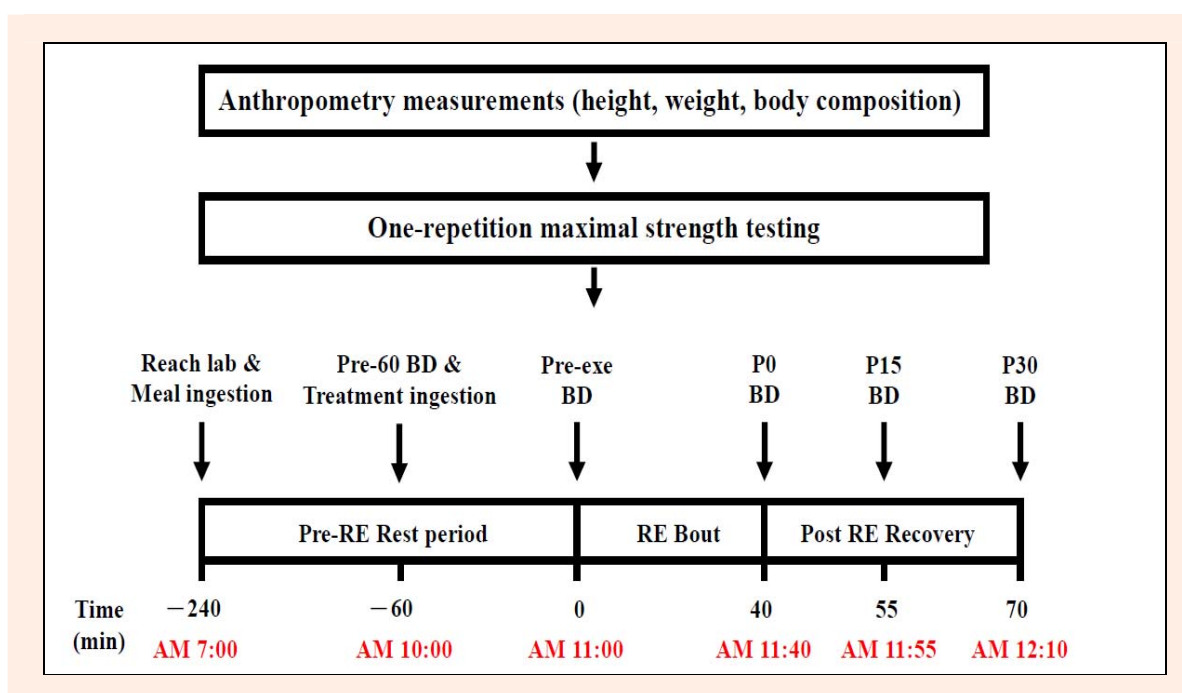 Anthropometry measurements (height, weight, body composition)
One-repetition maximal strength testing
Reach lab &
Meal ingestion
Pre-60 BD &
Treatment ingestion
Pre-exe
BD
P0
BD
P15
BD
P30
BD
Pre-RE Rest period
RE Bout
Post RE Recovery
Time
(min)
−240
−60
0
40
55
70
AM 7:00
AM 10:00
AM 11:00
AM 11:40
AM 11:55
AM 12:10